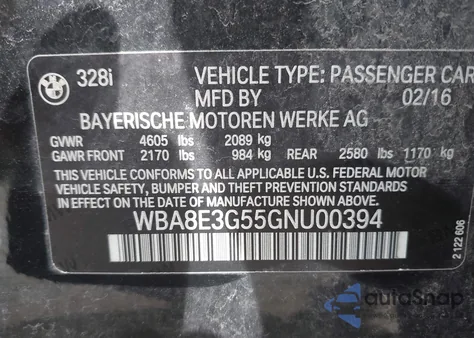 328i VEHICLE TYPE: PASSENGER CAR
MFD BY 02/16
BAYERISCHE MOTOREN WERKE AG
GVWR 4605 lbs 2089 kg
GAWR FRONT 2170 lbs 984 kg REAR 2580 lbs 1170 kg
THIS VEHICLE CONFORMS TO ALL APPLICABLE U.S. FEDERAL MOTOR
VEHICLE SAFETY, BUMPER AND THEFT PREVENTION STANDARDS
IN EFFECT ON THE DATE OF MANUFACTURE SHOWN ABOVE.
WBA8E3G55GNU00394
2 122 606
autoSnap